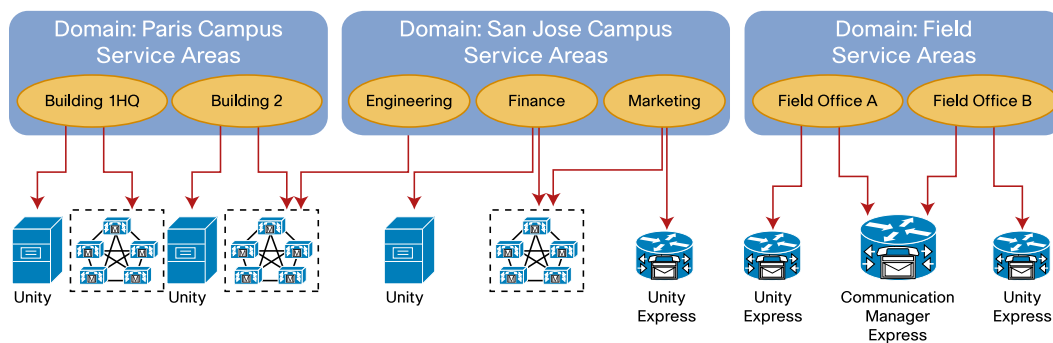 Domain: Paris Campus
Service Areas
Building 1HQ
Building 2
Domain: San Jose Campus
Service Areas
Engineering
Finance
Marketing
Domain: Field
Service Areas
Field Office A
Field Office B
Unity
Unity
Unity
Unity
Express
Unity
Express
Communication
Manager
Express
Unity
Express